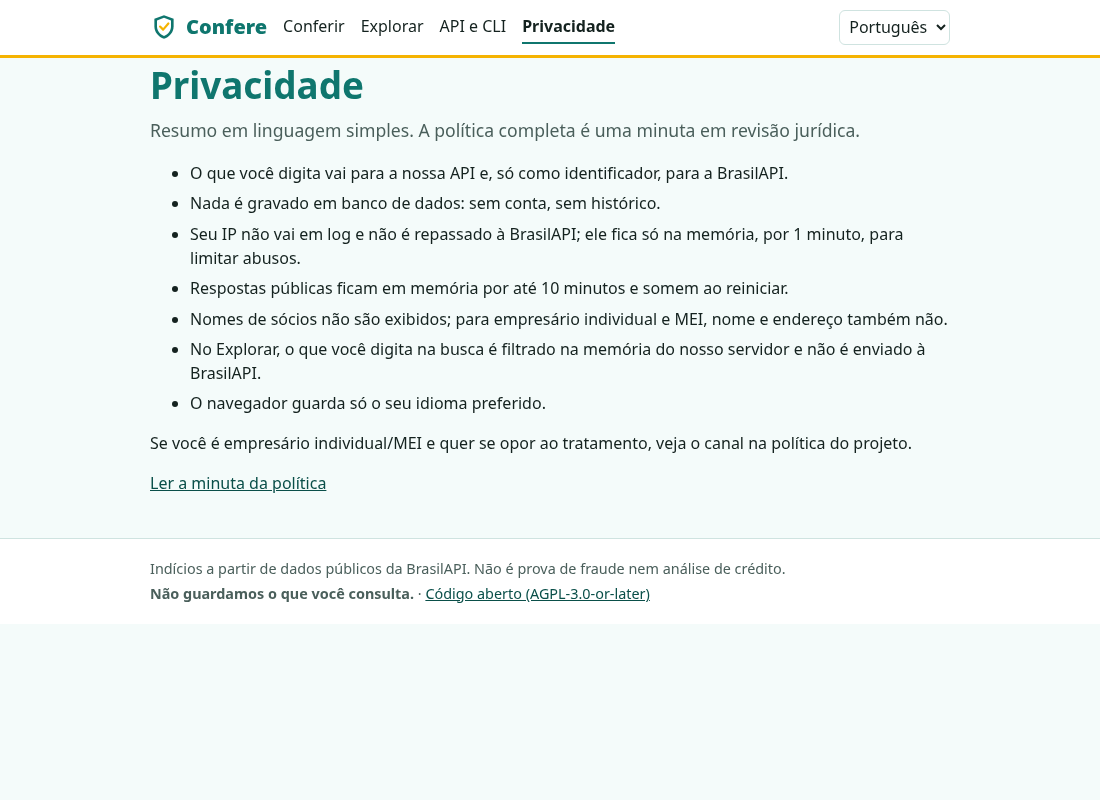 Confere Conferir Explorar API e CLI Privacidade Português
Privacidade
Resumo em linguagem simples. A política completa é uma minuta em revisão jurídica.
• O que você digita vai para a nossa API e, só como identificador, para a BrasilAPI.
• Nada é gravado em banco de dados: sem conta, sem histórico.
• Seu IP não vai em log e não é repassado à BrasilAPI; ele fica só na memória, por 1 minuto, para
limitar abusos.
• Respostas públicas ficam em memória por até 10 minutos e somem ao reiniciar.
• Nomes de sócios não são exibidos; para empresário individual e MEI, nome e endereço também não.
• No Explorar, o que você digita na busca é filtrado na memória do nosso servidor e não é enviado à
BrasilAPI.
• O navegador guarda só o seu idioma preferido.
Se você é empresário individual/MEI e quer se opor ao tratamento, veja o canal na política do projeto.
Ler a minuta da política
Indícios a partir de dados públicos da BrasilAPI. Não é prova de fraude nem análise de crédito.
Não guardamos o que você consulta. · Código aberto (AGPL-3.0-or-later)